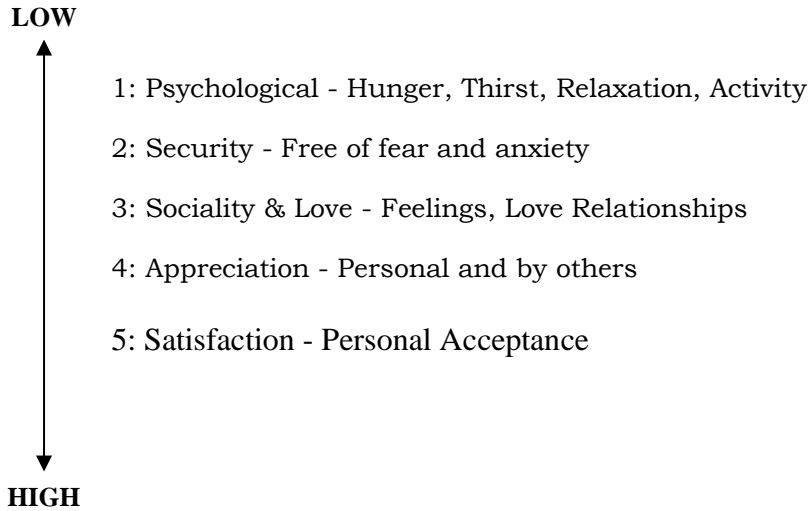 LOW
1: Psychological - Hunger, Thirst, Relaxation, Activity
2: Security - Free of fear and anxiety
3: Sociality & Love - Feelings, Love Relationships
4: Appreciation - Personal and by others
5: Satisfaction - Personal Acceptance
HIGH